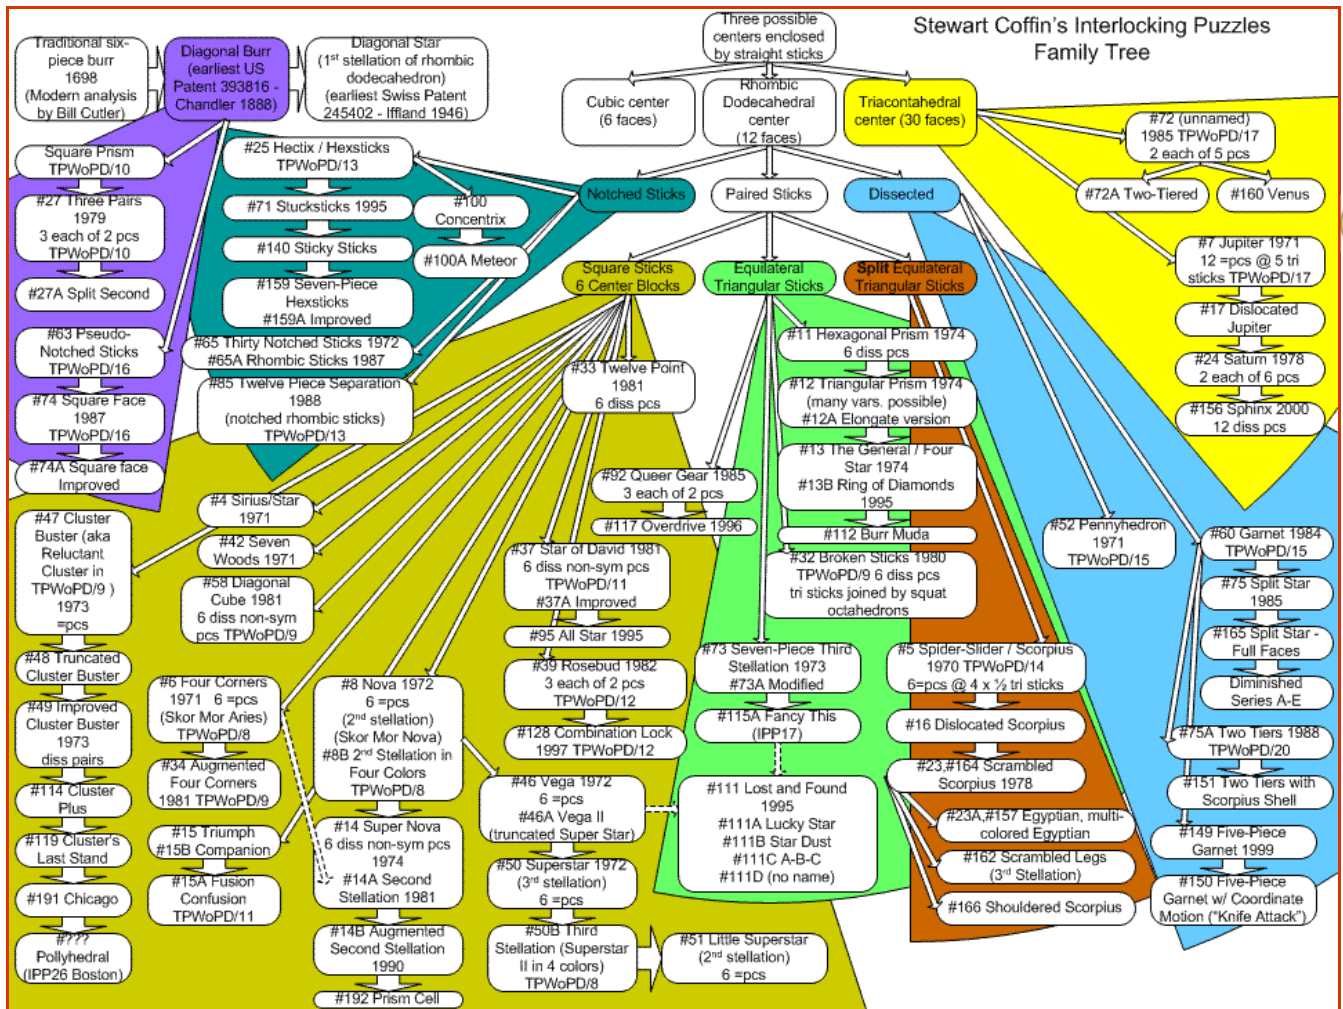 Stewart Coffin's Interlocking Puzzles
Family Tree
Traditional six-
piece burr
1698
(Modern analysis
by Bill Cutler)
Diagonal Burr
(earliest US
Patent 393816 -
Chandler 1888)
Diagonal Star
(1st stellation of rhombic
dodecahedron)
(earliest Swiss Patent
245402 - Iffland 1946)
Three possible
centers enclosed
by straight sticks
Cubic center
(6 faces)
Rhombic
Dodecahedral
center
(12 faces)
Triacontahedral
center (30 faces)
#72 (unnamed)
1985 TPWoPD/17
2 each of 5 pcs
#72A Two-Tiered
#160 Venus
#7 Jupiter 1971
12 =pcs @ 5 tri
sticks TPWoPD/17
#17 Dislocated
Jupiter
#24 Saturn 1978
2 each of 6 pcs
#156 Sphinx 2000
12 diss pcs
Square Prism
TPWoPD/10
#27 Three Pairs
1979
3 each of 2 pcs
TPWoPD/10
#27A Split Second
#63 Pseudo-
Notched Sticks
TPWoPD/16
#74 Square Face
1987
TPWoPD/16
#74A Square face
Improved
#25 Hectix / Hexsticks
TPWoPD/13
#71 Stucksticks 1995
#140 Sticky Sticks
#159 Seven-Piece
Hexsticks
#159A Improved
#100
Concentrix
#100A Meteor
#65 Thirty Notched Sticks 1972
#65A Rhombic Sticks 1987
#85 Twelve Piece Separation
1988
(notched rhombic sticks)
TPWoPD/13
Notched Sticks
Paired Sticks
Dissected
Square Sticks
6 Center Blocks
Equilateral
Triangular Sticks
Split Equilateral
Triangular Sticks
#47 Cluster
Buster (aka
Reluctant
Cluster in
TPWoPD/9 )
1973
=pcs
#48 Truncated
Cluster Buster
#49 Improved
Cluster Buster
1973
diss pairs
#114 Cluster
Plus
#119 Cluster's
Last Stand
#191 Chicago
#???
Pollyhedral
(IPP26 Boston)
#4 Sirius/Star
1971
#42 Seven
Woods 1971
#58 Diagonal
Cube 1981
6 diss non-sym
pcs TPWoPD/9
#6 Four Corners
1971 6 =pcs
(Skor Mor Aries)
TPWoPD/8
#34 Augmented
Four Corners
1981 TPWoPD/9
#15 Triumph
#15B Companion
#15A Fusion
Confusion
TPWoPD/11
#8 Nova 1972
6 =pcs
(2nd stellation)
(Skor Mor Nova)
#8B 2nd Stellation in
Four Colors
TPWoPD/8
#14 Super Nova
6 diss non-sym pcs
1974
#14A Second
Stellation 1981
#14B Augmented
Second Stellation
1990
#192 Prism Cell
#33 Twelve Point
1981
6 diss pcs
#92 Queer Gear 1985
3 each of 2 pcs
#117 Overdrive 1996
#37 Star of David 1981
6 diss non-sym pcs
TPWoPD/11
#37A Improved
#95 All Star 1995
#39 Rosebud 1982
3 each of 2 pcs
TPWoPD/12
#128 Combination Lock
1997 TPWoPD/12
#46 Vega 1972
6 =pcs
#46A Vega II
(truncated Super Star)
#50 Superstar 1972
(3rd stellation)
6 =pcs
#50B Third
Stellation (Superstar
II in 4 colors)
TPWoPD/8
#51 Little Superstar
(2nd stellation)
6 =pcs
#11 Hexagonal Prism 1974
6 diss pcs
#12 Triangular Prism 1974
(many vars. possible)
#12A Elongate version
#13 The General / Four
Star 1974
#13B Ring of Diamonds
1995
#112 Burr Muda
#32 Broken Sticks 1980
TPWoPD/9 6 diss pcs
tri sticks joined by squat
octahedrons
#73 Seven-Piece Third
Stellation 1973
#73A Modified
#115A Fancy This
(IPP17)
#111 Lost and Found
1995
#111A Lucky Star
#111B Star Dust
#111C A-B-C
#111D (no name)
#5 Spider-Slider / Scorpius
1970 TPWoPD/14
6=pcs @ 4 x ½ tri sticks
#16 Dislocated Scorpius
#23,#164 Scrambled
Scorpius 1978
#23A,#157 Egyptian, multi-
colored Egyptian
#162 Scrambled Legs
(3rd Stellation)
#166 Shouldered Scorpius
#52 Pennyhedron
1971
TPWoPD/15
#60 Garnet 1984
TPWoPD/15
#75 Split Star
1985
#165 Split Star -
Full Faces
Diminished
Series A-E
#75A Two Tiers 1988
TPWoPD/20
#151 Two Tiers with
Scorpius Shell
#149 Five-Piece
Garnet 1999
#150 Five-Piece
Garnet w/ Coordinate
Motion ("Knife Attack")